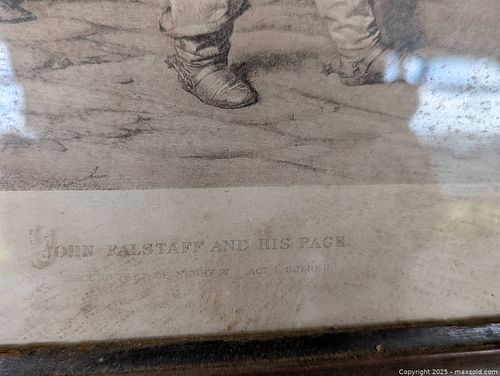 JOHN FALSTAFF AND HIS PAGE.
HENRY IV ACT I, SCENE II
Copyright 2025 - maxsold.com